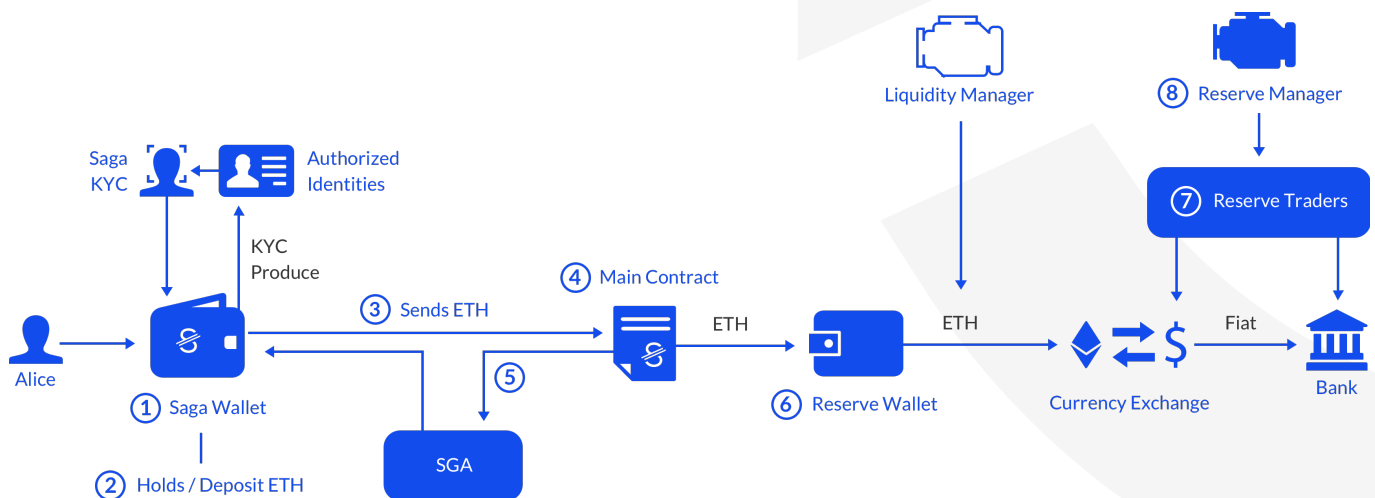 Liquidity Manager
8 Reserve Manager
Saga
KYC
Authorized
Identities
7 Reserve Traders
KYC
Produce
4 Main Contract
3 Sends ETH
ETH
ETH
Fiat
S
S
$
Alice
5
Bank
1 Saga Wallet
6 Reserve Wallet
Currency Exchange
SGA
2 Holds / Deposit ETH